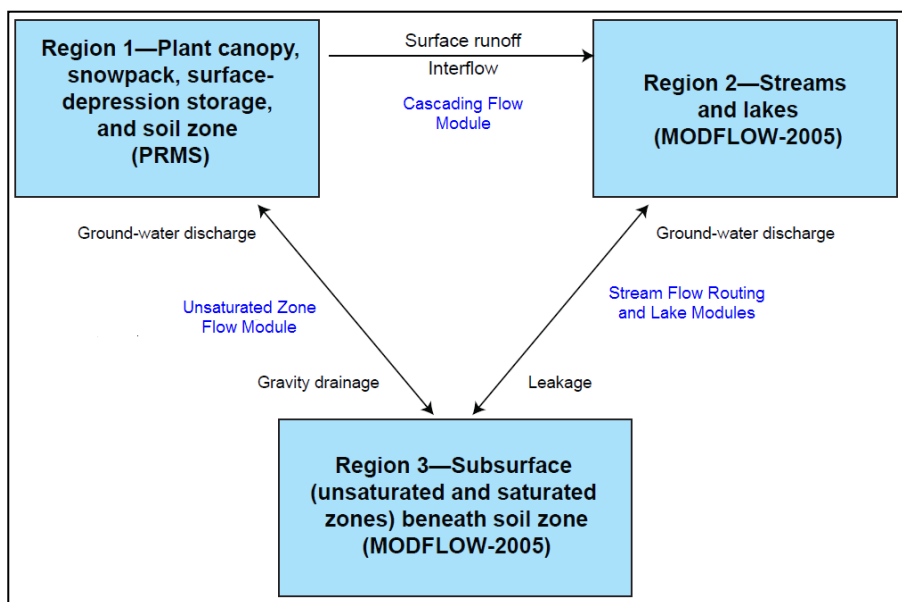 Region 1—Plant canopy,
snowpack, surface-
depression storage,
and soil zone
(PRMS)
Surface runoff
Interflow
Cascading Flow
Module
Region 2—Streams
and lakes
(MODFLOW-2005)
Ground-water discharge
Ground-water discharge
Unsaturated Zone
Flow Module
Stream Flow Routing
and Lake Modules
Gravity drainage
Leakage
Region 3—Subsurface
(unsaturated and saturated
zones) beneath soil zone
(MODFLOW-2005)